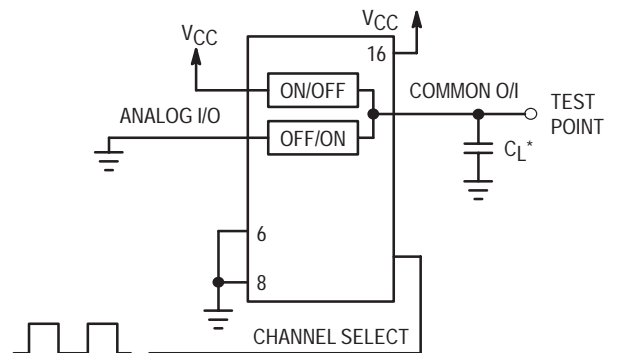 VCC
VCC
16
ON/OFF
COMMON O/I
TEST
POINT
ANALOG I/O
OFF/ON
CL*
6
8
CHANNEL SELECT